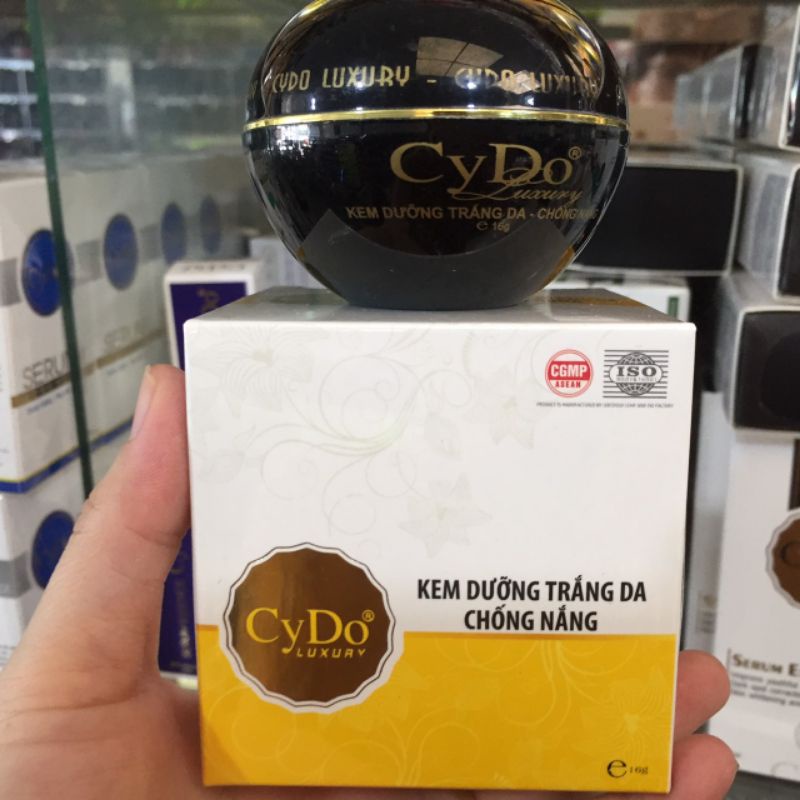 CYDO LUXURY - CYDO LUXURY
CyDo®
Luxury
KEM DƯỠNG TRẮNG DA - CHỐNG NẮNG
℮ 16g
CGMP
ASEAN
ISO
KEM DƯỠNG TRẮNG DA
CHỐNG NẮNG
CyDo®
LUXURY
℮ 16g
SERUM
SERUM E